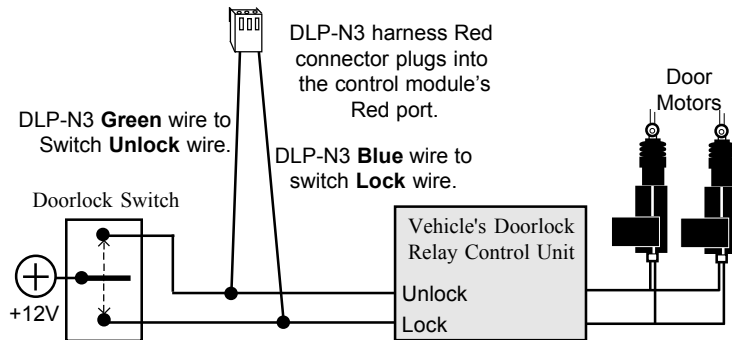 DLP-N3 harness Red
connector plugs into
the control module's
Red port.
Door
Motors
DLP-N3 Green wire to
Switch Unlock wire.
DLP-N3 Blue wire to
switch Lock wire.
Doorlock Switch
+12V
Vehicle's Doorlock
Relay Control Unit
Unlock
Lock